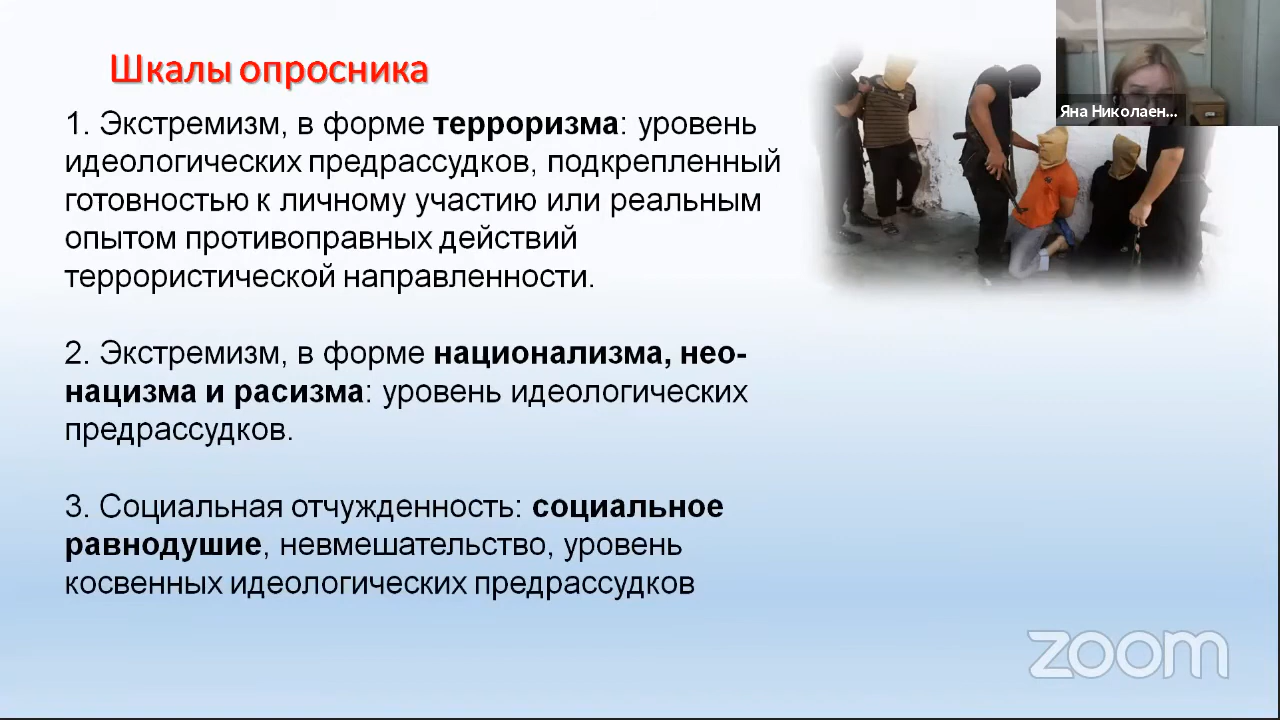 Шкалы опросника
Яна Николаен...
1. Экстремизм, в форме терроризма: уровень
идеологических предрассудков, подкрепленный
готовностью к личному участию или реальным
опытом противоправных действий
террористической направленности.
2. Экстремизм, в форме национализма, нео-
нацизма и расизма: уровень идеологических
предрассудков.
3. Социальная отчужденность: социальное
равнодушие, невмешательство, уровень
косвенных идеологических предрассудков
zoom